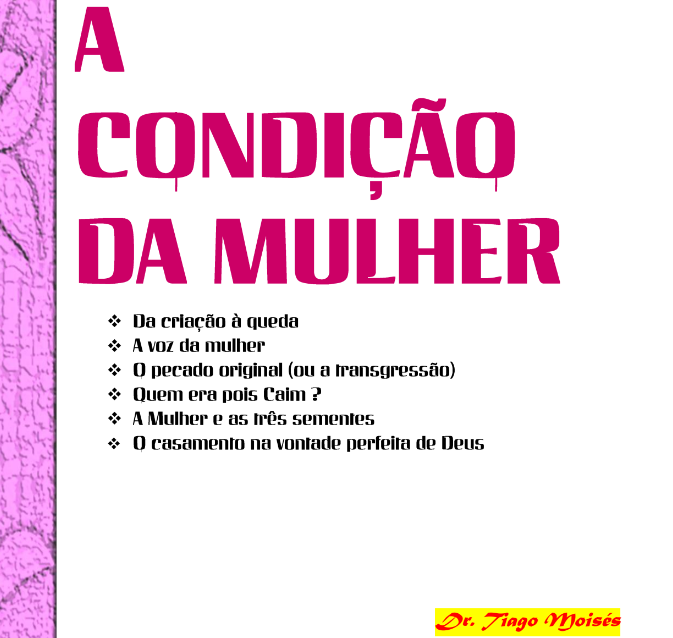 A
CONDIÇÃO
DA MULHER
❖ Da criação à queda
❖ A voz da mulher
❖ O pecado original (ou a transgressão)
❖ Quem era pois Caim ?
❖ A Mulher e as três sementes
❖ O casamento na vontade perfeita de Deus
Dr. Tiago Moisés